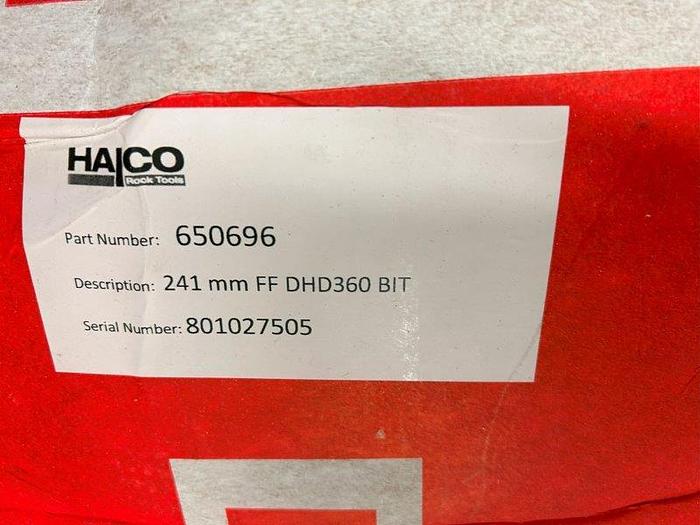 HALCO
Rock Tools
Part Number: 650696
Description: 241 mm FF DHD360 BIT
Serial Number: 801027505